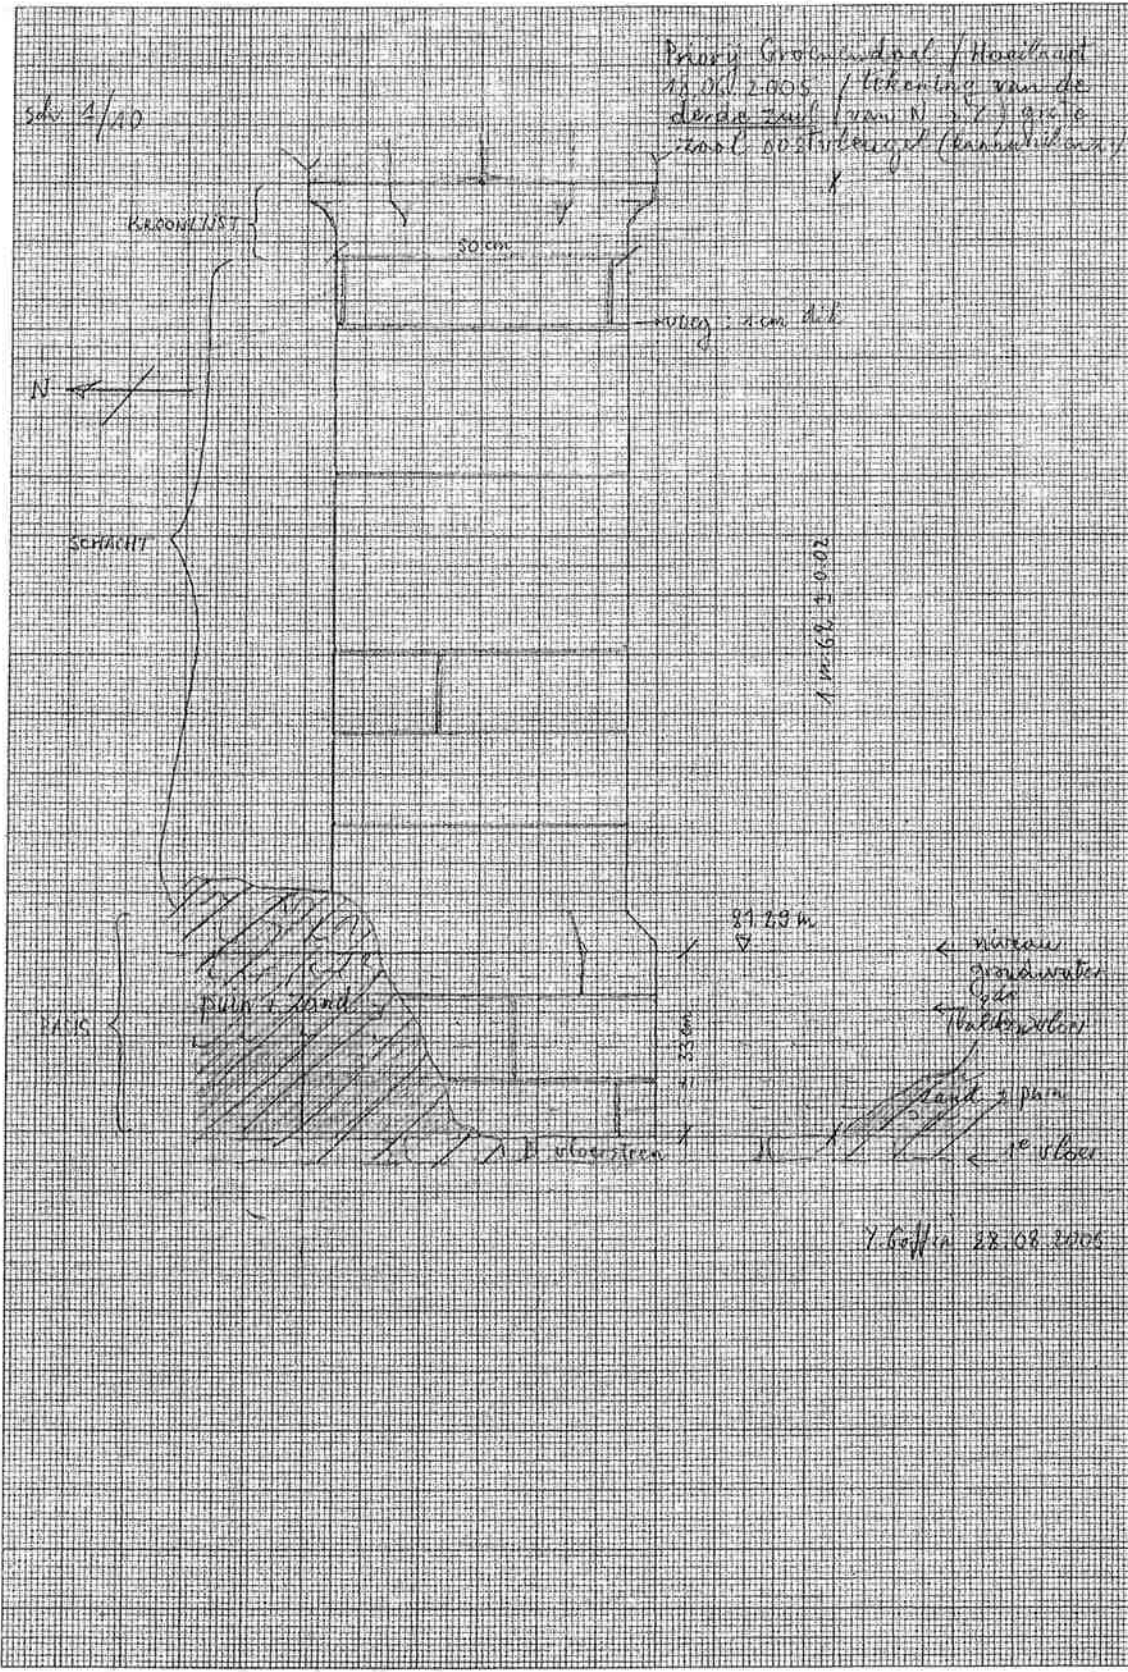 Priorij Groenendaal / Hoeilaart
18.06.2005 / tekening van de
derde zuil (van N → Z) grote
zaal oostvleugel
Sch. 1/10
KROONLIJST
50 cm
voeg : 1 cm dik
N
SCHACHT
1 m 62 ± 0.02
81 29 m
niveau
grondwater
puin + zand
BASIS
33 cm
zand + puin
vloersteen
1e vloer
Y. Goffin 28.08.2005